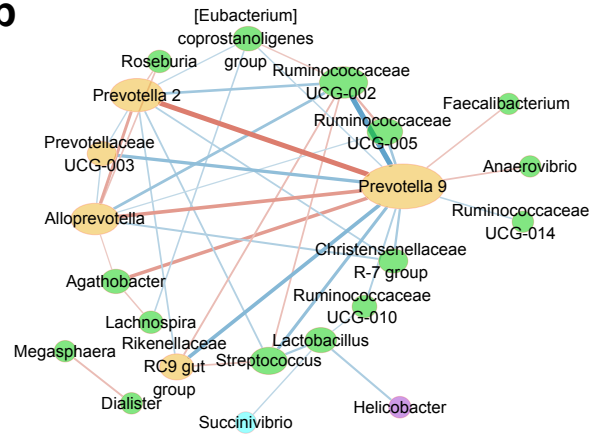 b
[Eubacterium]
coprostanoligenes
group
Roseburia
Ruminococcaceae
UCG-002
Prevotella 2
Faecalibacterium
Ruminococcaceae
UCG-005
Prevotellaceae
UCG-003
Anaerovibrio
Prevotella 9
Ruminococcaceae
UCG-014
Alloprevotella
Christensenellaceae
R-7 group
Agathobacter
Ruminococcaceae
UCG-010
Lachnospira
Rikenellaceae
RC9 gut
group
Lactobacillus
Streptococcus
Megasphaera
Dialister
Helicobacter
Succinivibrio